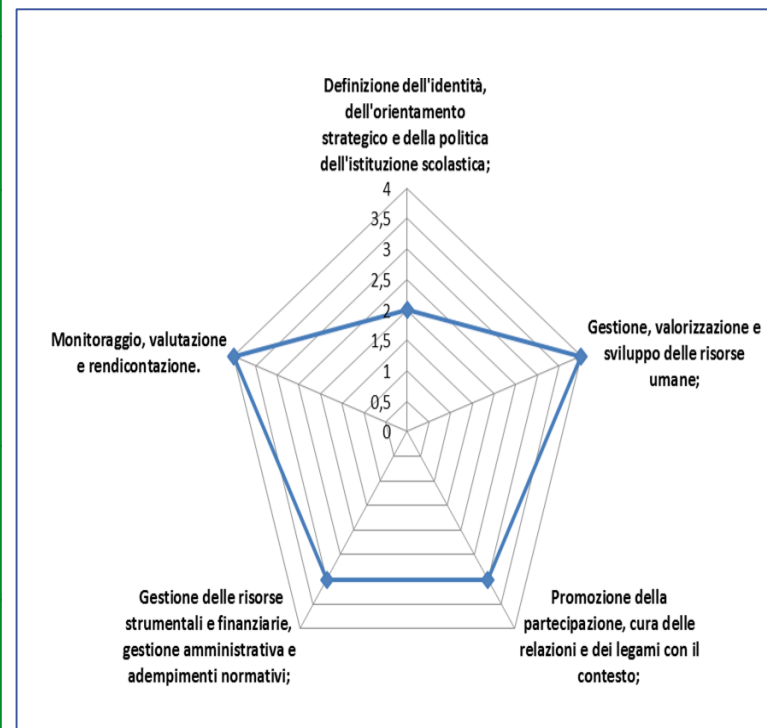 Definizione dell'identità,
dell'orientamento
strategico e della politica
dell'istituzione scolastica;
4
3,5
3
2,5
2
1,5
1
0,5
0
Gestione, valorizzazione e
sviluppo delle risorse
umane;
Promozione della
partecipazione, cura delle
relazioni e dei legami con il
contesto;
Gestione delle risorse
strumentali e finanziarie,
gestione amministrativa e
adempimenti normativi;
Monitoraggio, valutazione
e rendicontazione.